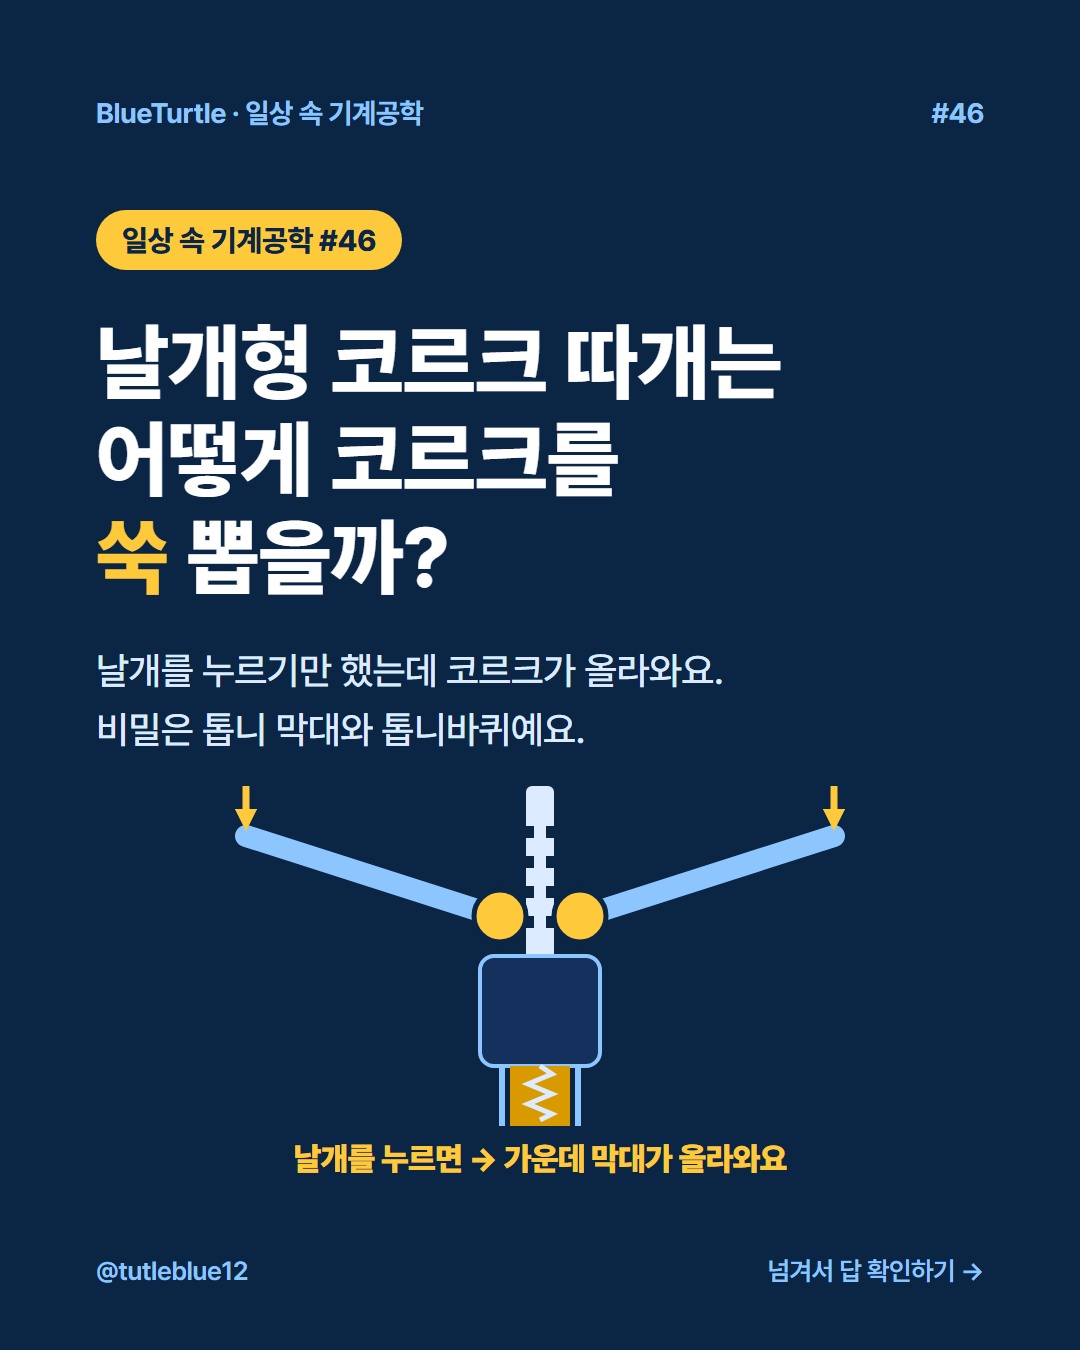 BlueTurtle · 일상 속 기계공학
#46
일상 속 기계공학 #46
날개형 코르크 따개는
어떻게 코르크를
쑥 뽑을까?
날개를 누르기만 했는데 코르크가 올라와요.
비밀은 톱니 막대와 톱니바퀴예요.
날개를 누르면 → 가운데 막대가 올라와요
@tutleblue12
넘겨서 답 확인하기 →